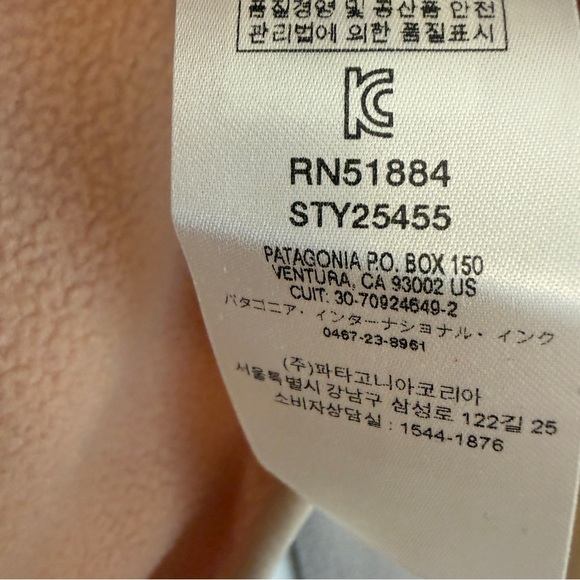 품질경영 및 공산품 안전
관리법에 의한 품질표시
RN51884
STY25455
PATAGONIA P.O. BOX 150
VENTURA, CA 93002 US
CUIT: 30-70924649-2
パタゴニア・インターナショナル・インク
0467-23-8961
(주)파타고니아코리아
서울특별시 강남구 삼성로 122길 25
소비자상담실 : 1544-1876